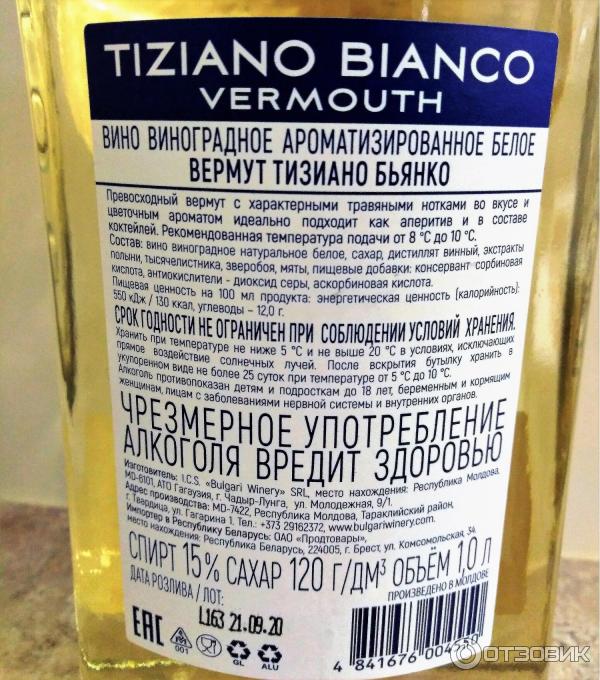 TIZIANO BIANCO
VERMOUTH
ВИНО ВИНОГРАДНОЕ АРОМАТИЗИРОВАННОЕ БЕЛОЕ
ВЕРМУТ ТИЗИАНО БЬЯНКО
Превосходный вермут с характерными травяными нотками во вкусе и
цветочным ароматом идеально подходит как аперитив и в составе
коктейлей. Рекомендованная температура подачи от 8 °С до 10 °С.
Состав: вино виноградное натуральное белое, сахар, дистиллят винный, экстракты
полыни, тысячелистника, зверобоя, мяты, пищевые добавки: консервант сорбиновая
кислота, антиокислители - диоксид серы, аскорбиновая кислота.
Пищевая ценность на 100 мл продукта: энергетическая ценность (калорийность):
550 кДж / 130 ккал, углеводы – 12,0 г.
СРОК ГОДНОСТИ НЕ ОГРАНИЧЕН ПРИ СОБЛЮДЕНИИ УСЛОВИЙ ХРАНЕНИЯ.
Хранить при температуре не ниже 5 °С и не выше 20 °С в условиях, исключающих
прямое воздействие солнечных лучей. После вскрытия бутылку хранить в
укупоренном виде не более 25 суток при температуре от 5 °С до 10 °С.
Алкоголь противопоказан детям и подросткам до 18 лет, беременным и кормящим
женщинам, лицам с заболеваниями нервной системы и внутренних органов.
ЧРЕЗМЕРНОЕ УПОТРЕБЛЕНИЕ
АЛКОГОЛЯ ВРЕДИТ ЗДОРОВЬЮ
Изготовитель: I.C.S. «Bulgari Winery» SRL, место нахождения: Республика Молдова,
MD-6101, АТО Гагаузия, г. Чадыр-Лунга, ул. Молодежная, 9/1.
Адрес производства: MD-7422, Республика Молдова, Тараклийский район,
г. Твардица, ул. Гагарина 1. Тел.: +373 29162372, www.bulgariwinery.com.
Импортер в Республику Беларусь: ОАО «Продтовары»,
место нахождения: Республика Беларусь, 224005, г. Брест, ул. Комсомольская, 34.
СПИРТ 15% САХАР 120 Г/ДМ³ ОБЪЁМ 1,0 Л
ДАТА РОЗЛИВА / ЛОТ:
ПРОИЗВЕДЕНО В МОЛДОВЕ
L163 21.09.20
EAC
001
GL
ALU
4 841676 004
ОТЗОВИК